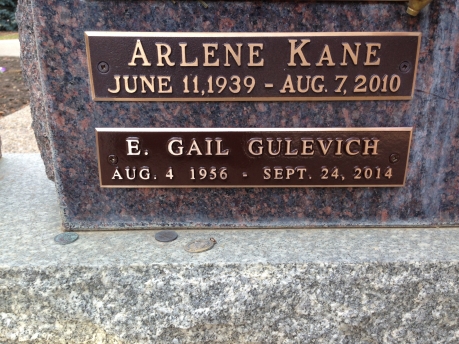 ARLENE KANE
JUNE 11, 1939 - AUG. 7, 2010
E. GAIL GULEVICH
AUG. 4 1956 - SEPT. 24, 2014